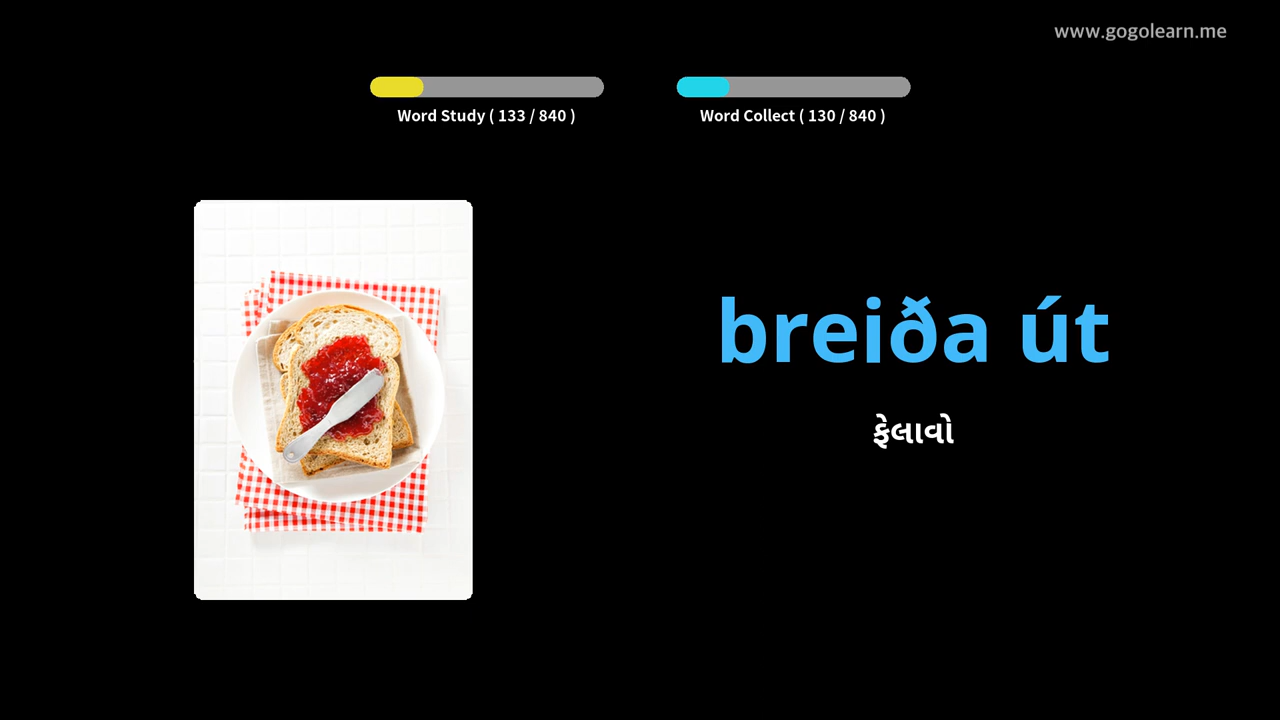 www.gogolearn.me
Word Study ( 133 / 840 )
Word Collect ( 130 / 840 )
breiða út
ફેલાવો